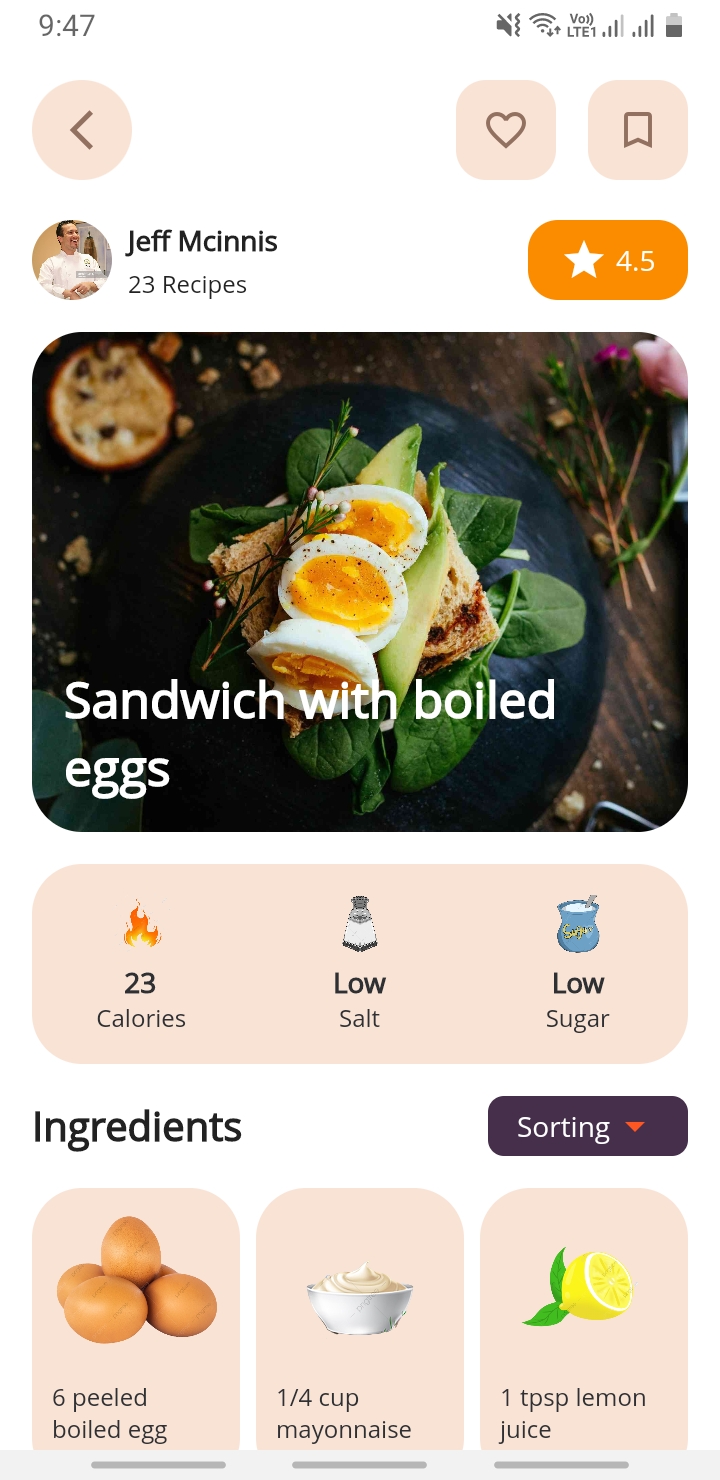 9:47
Vo))
LTE1
Jeff Mcinnis
23 Recipes
4.5
Sandwich with boiled
eggs
Sugar
23
Low
Low
Calories
Salt
Sugar
Ingredients
Sorting
6 peeled
boiled egg
1/4 cup
mayonnaise
1 tpsp lemon
juice